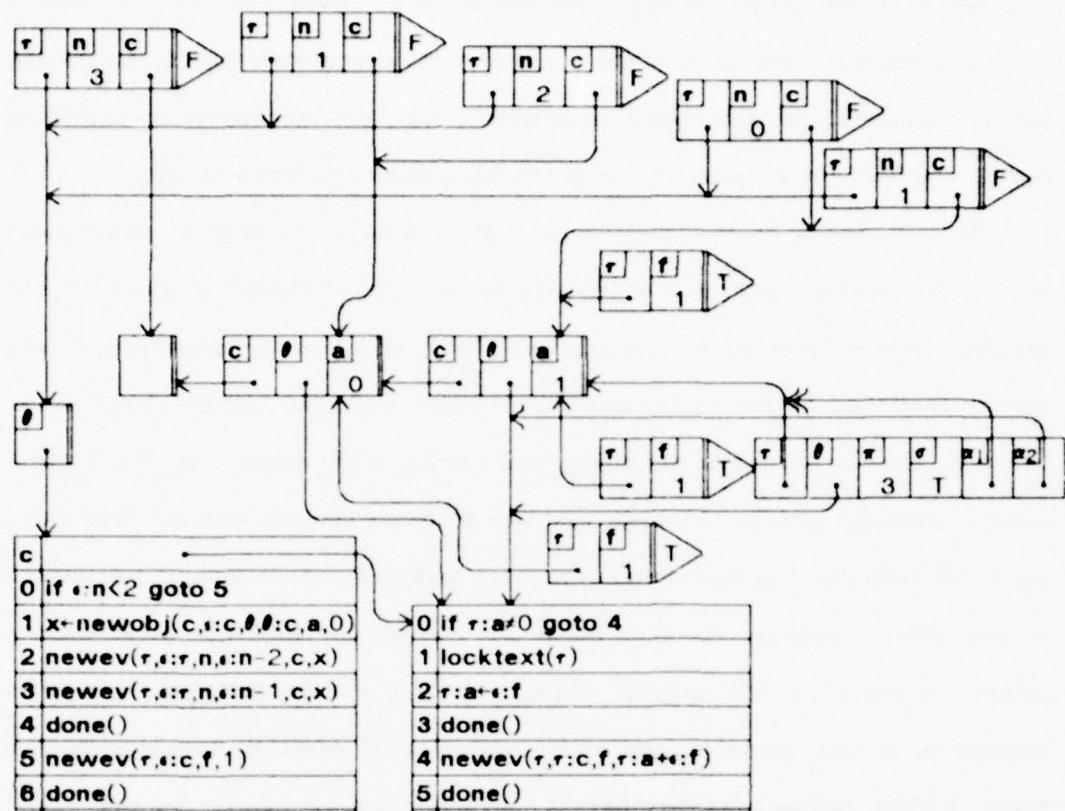 τ n c 3 F
τ n c 1 F
τ n c 2 F
τ n c 0 F
τ n c 1 F
τ f 1 T
c θ a 0
c θ a 1
θ
τ f 1 T
τ θ π σ α1 α2 3 T
τ f 1 T
c
0 if ε:n<2 goto 5
1 x←newobj(c,ε:c,θ,θ:c,a,0)
2 newev(τ,ε:τ,n,ε:n-2,c,x)
3 newev(τ,ε:τ,n,ε:n-1,c,x)
4 done()
5 newev(τ,ε:c,f,1)
6 done()
0 if τ:a≠0 goto 4
1 locktext(τ)
2 τ:a←ε:f
3 done()
4 newev(τ,τ:c,f,τ:a+ε:f)
5 done()